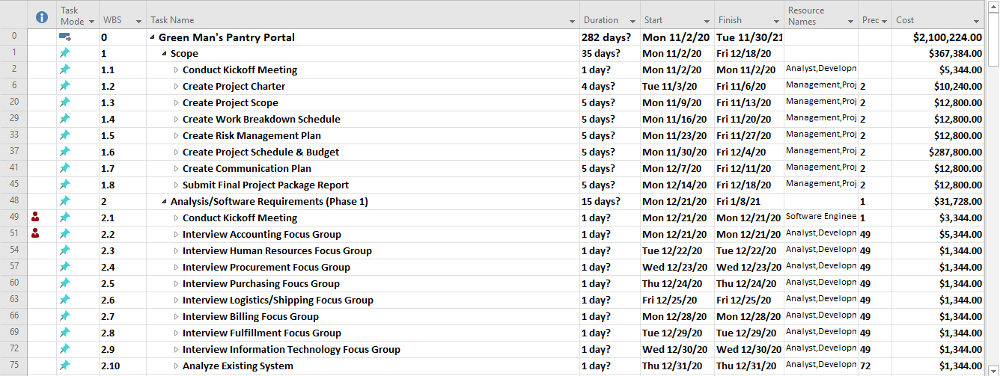 Task Mode WBS Task Name Duration Start Finish Resource Names Prec Cost
0 0 Green Man's Pantry Portal 282 days? Mon 11/2/20 Tue 11/30/21 $2,100,224.00
1 1 Scope 35 days? Mon 11/2/20 Fri 12/18/20 $367,384.00
2 1.1 Conduct Kickoff Meeting 1 day? Mon 11/2/20 Mon 11/2/20 Analyst,Developm $5,344.00
6 1.2 Create Project Charter 4 days? Tue 11/3/20 Fri 11/6/20 Management,Proj 2 $10,240.00
20 1.3 Create Project Scope 5 days? Mon 11/9/20 Fri 11/13/20 Management,Proj 2 $12,800.00
29 1.4 Create Work Breakdown Schedule 5 days? Mon 11/16/20 Fri 11/20/20 Management,Proj 2 $12,800.00
33 1.5 Create Risk Management Plan 5 days? Mon 11/23/20 Fri 11/27/20 Management,Proj 2 $12,800.00
37 1.6 Create Project Schedule & Budget 5 days? Mon 11/30/20 Fri 12/4/20 Management,Proj 2 $287,800.00
41 1.7 Create Communication Plan 5 days? Mon 12/7/20 Fri 12/11/20 Management,Proj 2 $12,800.00
45 1.8 Submit Final Project Package Report 5 days? Mon 12/14/20 Fri 12/18/20 Management,Proj 2 $12,800.00
48 2 Analysis/Software Requirements (Phase 1) 15 days? Mon 12/21/20 Fri 1/8/21 1 $31,728.00
49 2.1 Conduct Kickoff Meeting 1 day? Mon 12/21/20 Mon 12/21/20 Software Enginee 1 $3,344.00
51 2.2 Interview Accounting Focus Group 1 day? Mon 12/21/20 Mon 12/21/20 Analyst,Developm 49 $5,344.00
54 2.3 Interview Human Resources Focus Group 1 day? Tue 12/22/20 Tue 12/22/20 Analyst,Developm 49 $1,344.00
57 2.4 Interview Procurement Focus Group 1 day? Wed 12/23/20 Wed 12/23/20 Analyst,Developm 49 $1,344.00
60 2.5 Interview Purchasing Foucs Group 1 day? Thu 12/24/20 Thu 12/24/20 Analyst,Developm 49 $1,344.00
63 2.6 Interview Logistics/Shipping Focus Group 1 day? Fri 12/25/20 Fri 12/25/20 Analyst,Developm 49 $1,344.00
66 2.7 Interview Billing Focus Group 1 day? Mon 12/28/20 Mon 12/28/20 Analyst,Developm 49 $1,344.00
69 2.8 Interview Fulfillment Focus Group 1 day? Tue 12/29/20 Tue 12/29/20 Analyst,Developm 49 $1,344.00
72 2.9 Interview Information Technology Focus Group 1 day? Wed 12/30/20 Wed 12/30/20 Analyst,Developm 49 $1,344.00
75 2.10 Analyze Existing System 1 day? Thu 12/31/20 Thu 12/31/20 Analyst,Developm 72 $1,344.00